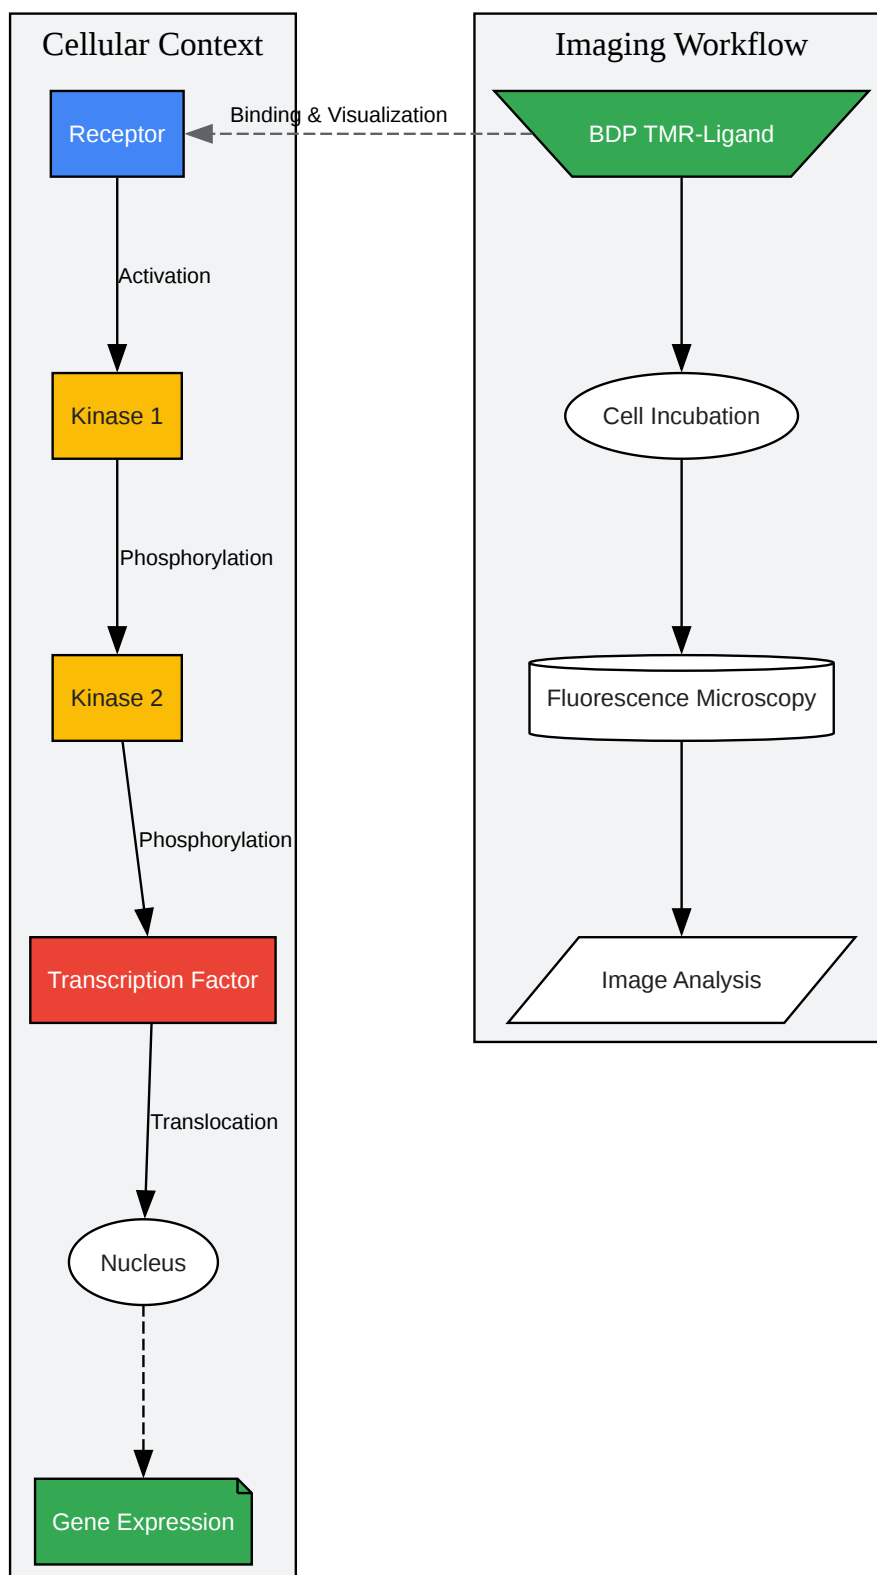 Cellular Context
Receptor
Activation
Kinase 1
Phosphorylation
Kinase 2
Phosphorylation
Transcription Factor
Translocation
Nucleus
Gene Expression
Binding & Visualization
Imaging Workflow
BDP TMR-Ligand
Cell Incubation
Fluorescence Microscopy
Image Analysis